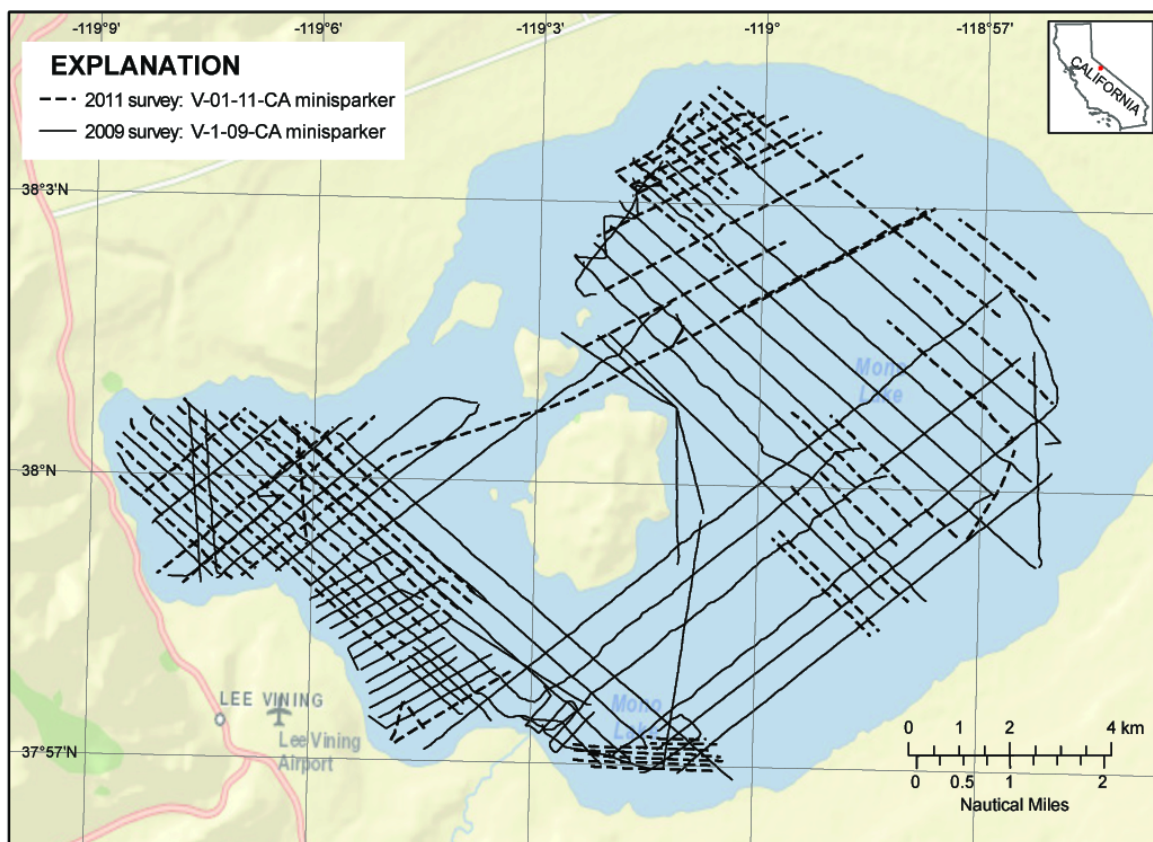 -119°9' -119°6' -119°3' -119° -118°57'
EXPLANATION
2011 survey: V-01-11-CA minisparker
2009 survey: V-1-09-CA minisparker
CALIFORNIA
38°3'N
Mono
Lake
38°N
LEE VINING
Lee Vining
Airport
Mono
Lake
37°57'N
0 1 2 4 km
0 0.5 1 2
Nautical Miles